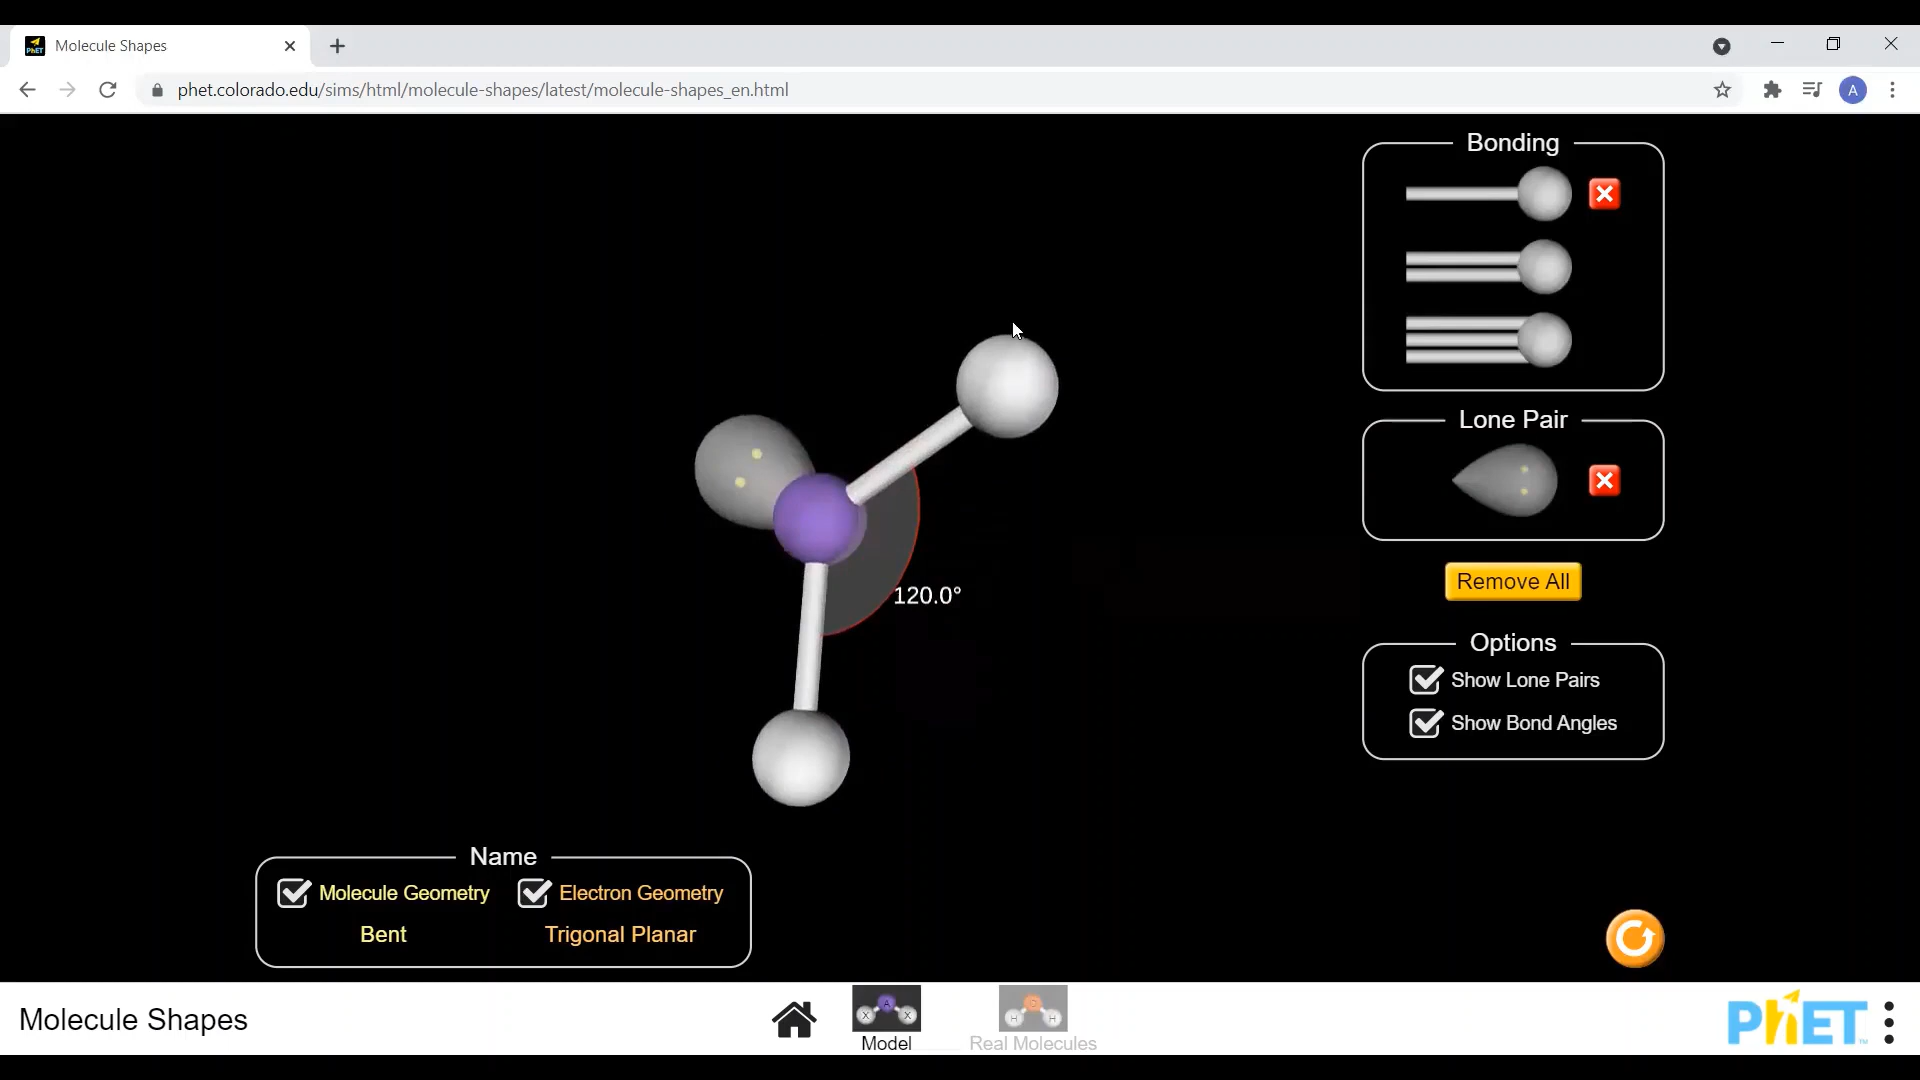 Molecule Shapes
phet.colorado.edu/sims/html/molecule-shapes/latest/molecule-shapes_en.html
A
Bonding
Lone Pair
Remove All
Options
Show Lone Pairs
Show Bond Angles
120.0°
Name
Molecule Geometry Electron Geometry
Bent Trigonal Planar
Molecule Shapes
X A X
Model
H H
Real Molecules
PhET